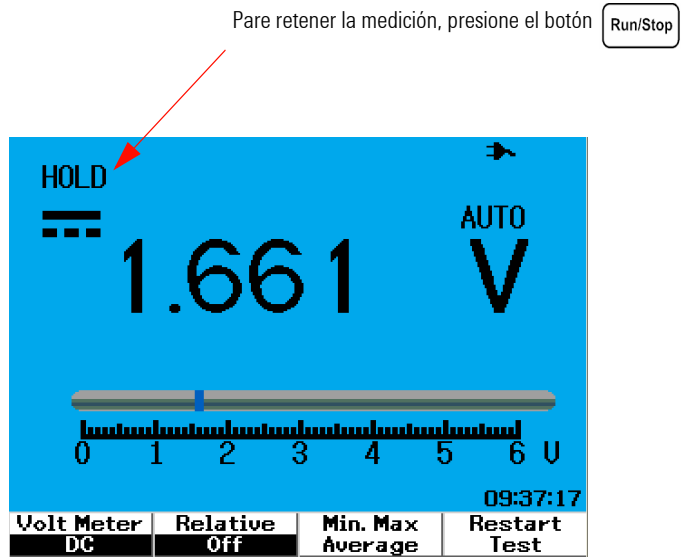 Pare retener la medición, presione el botón Run/Stop
HOLD
AUTO
1.661 V
0 1 2 3 4 5 6 V
09:37:17
Volt Meter Relative Min. Max Restart
DC Off Average Test